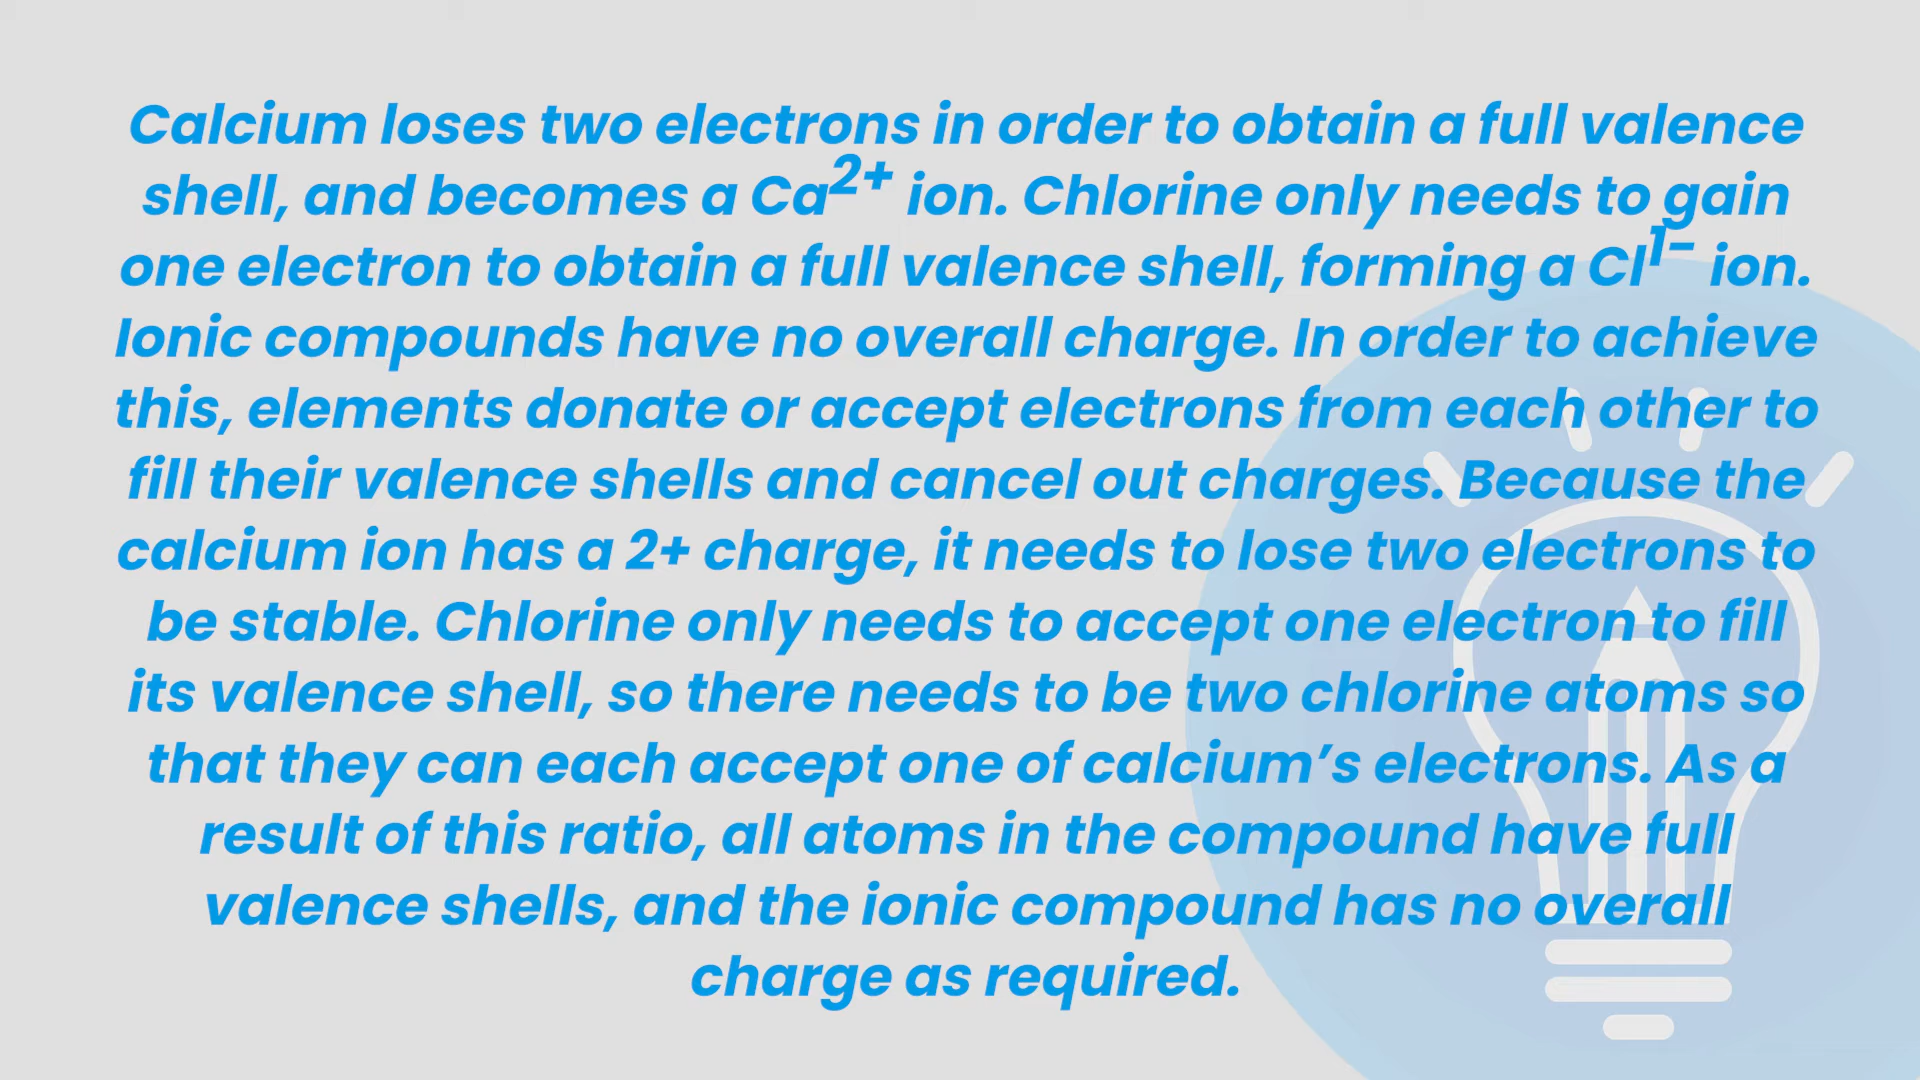 Calcium loses two electrons in order to obtain a full valence
shell, and becomes a Ca²⁺ ion. Chlorine only needs to gain
one electron to obtain a full valence shell, forming a Cl¹⁻ ion.
Ionic compounds have no overall charge. In order to achieve
this, elements donate or accept electrons from each other to
fill their valence shells and cancel out charges. Because the
calcium ion has a 2+ charge, it needs to lose two electrons to
be stable. Chlorine only needs to accept one electron to fill
its valence shell, so there needs to be two chlorine atoms so
that they can each accept one of calcium’s electrons. As a
result of this ratio, all atoms in the compound have full
valence shells, and the ionic compound has no overall
charge as required.